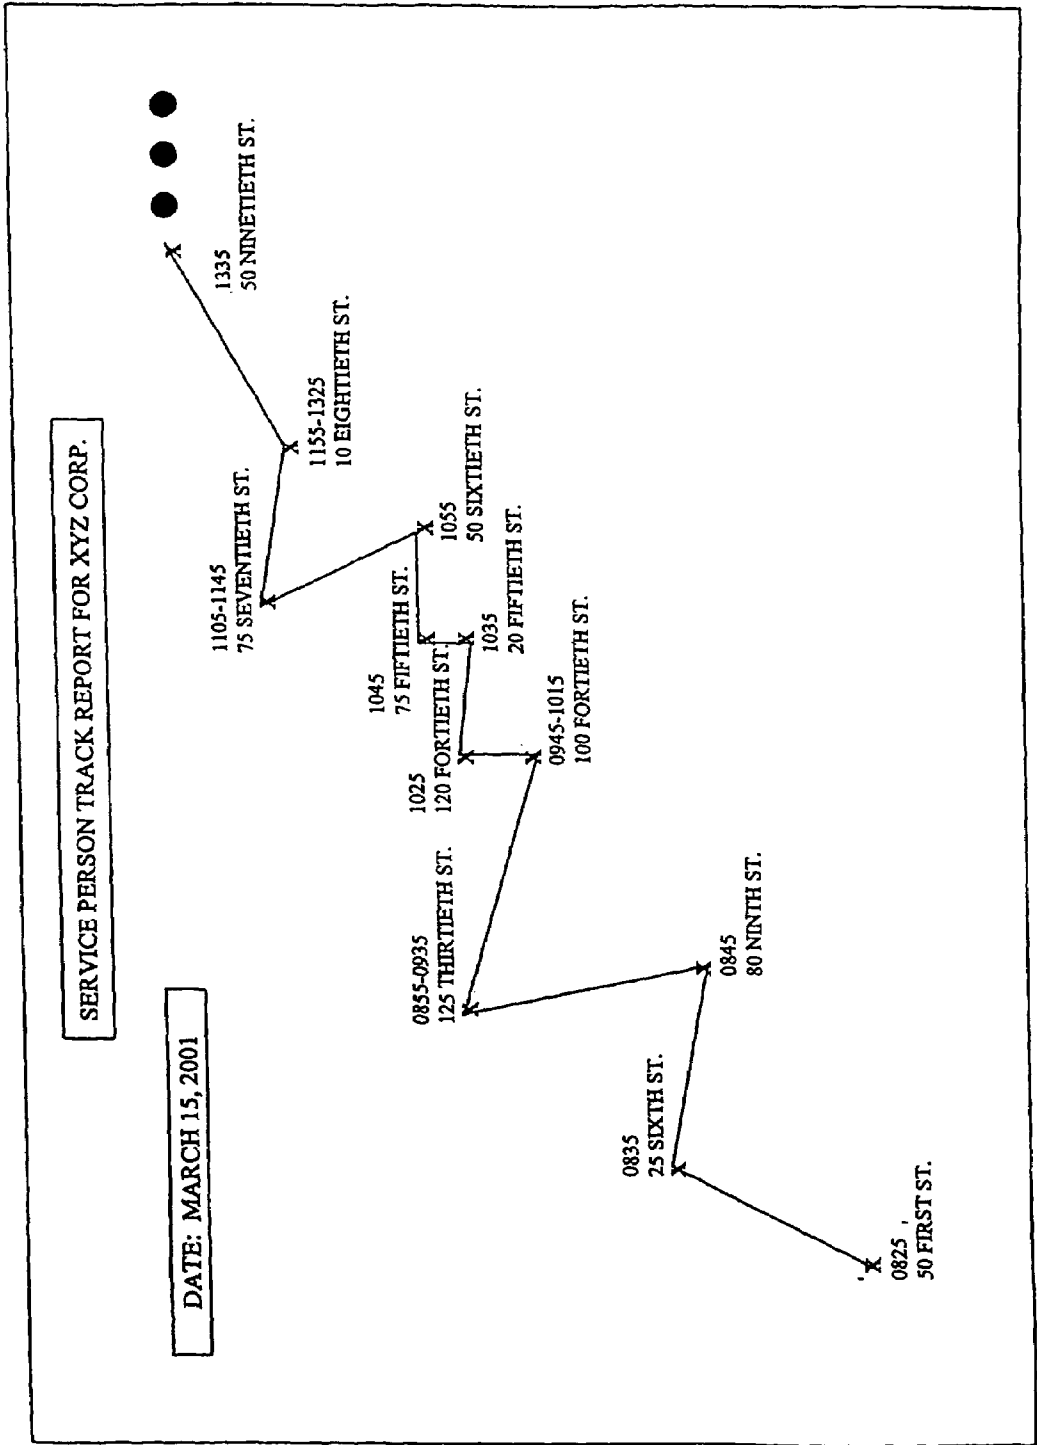 SERVICE PERSON TRACK REPORT FOR XYZ CORP.
DATE: MARCH 15, 2001
0825
50 FIRST ST.
0835
25 SIXTH ST.
0845
80 NINTH ST.
0855-0935
125 THIRTIETH ST.
0945-1015
100 FORTIETH ST.
1025
120 FORTIETH ST.
1035
20 FIFTIETH ST.
1045
75 FIFTIETH ST.
1055
50 SIXTIETH ST.
1105-1145
75 SEVENTIETH ST.
1155-1325
10 EIGHTIETH ST.
1335
50 NINETIETH ST.